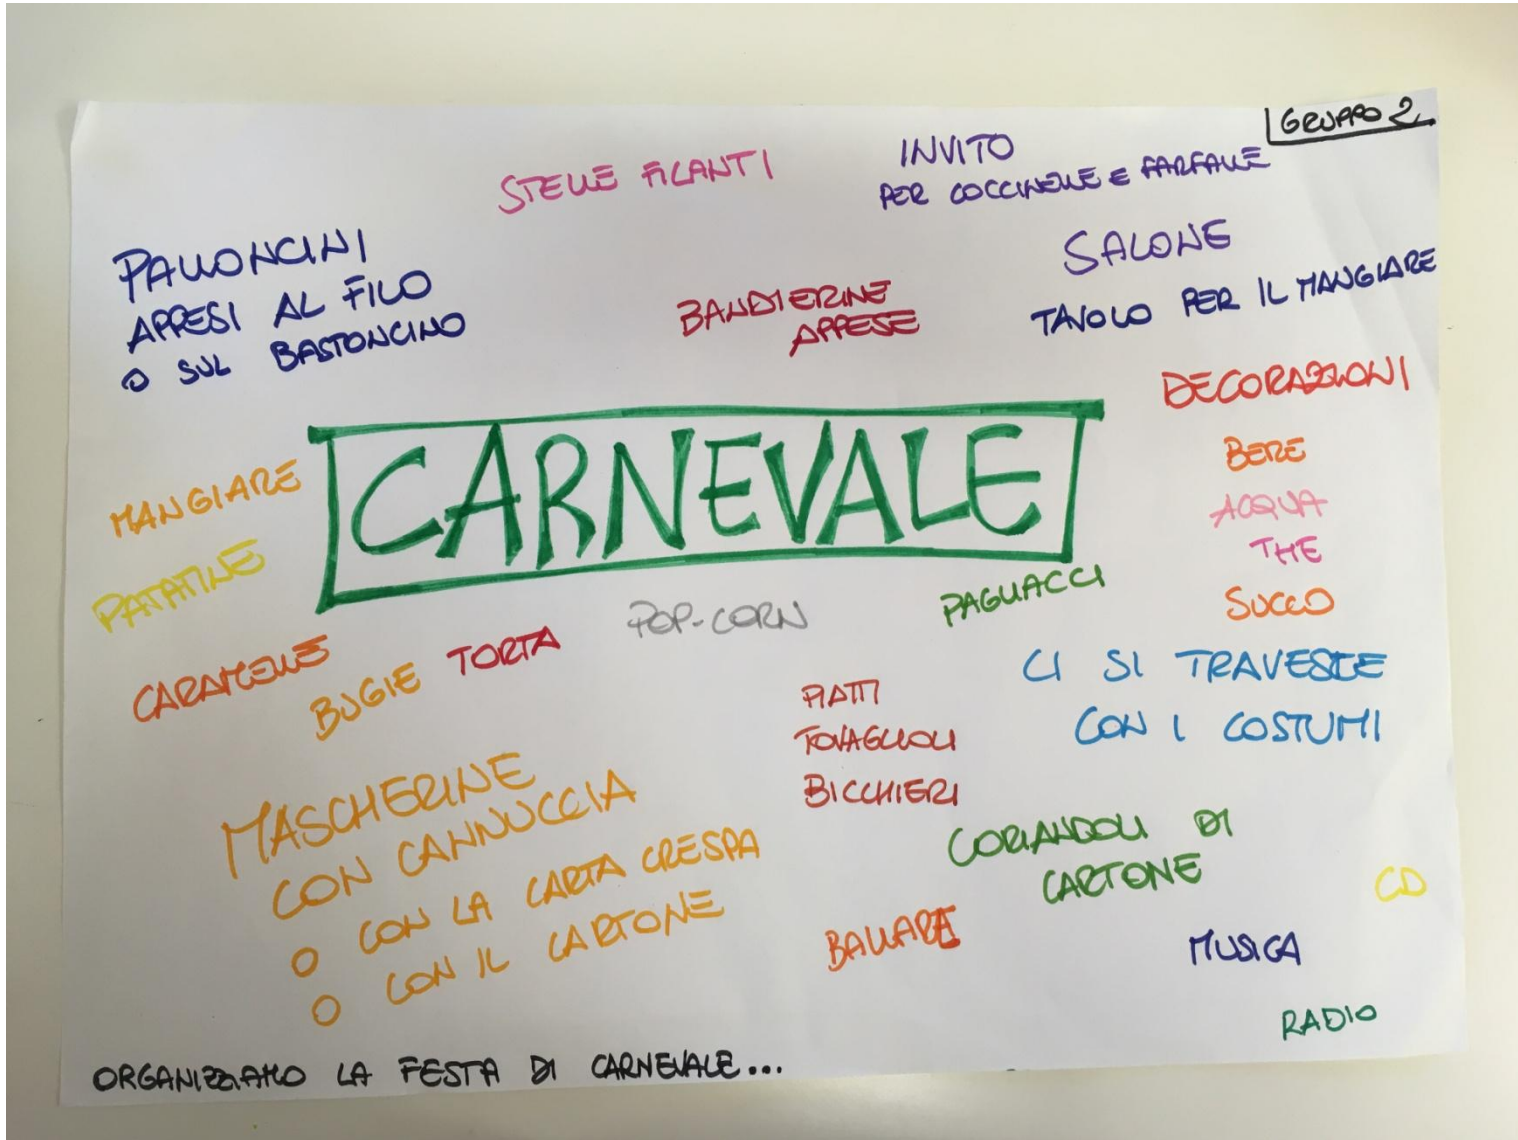 GRUPPO 2
STELLE FILANTI
INVITO
PER COCCINELLE E FARFALLE
PALLONCINI
APPESI AL FILO
O SUL BASTONCINO
BANDIERINE
APPESE
SALONE
TAVOLO PER IL MANGIARE
DECORAZIONI
CARNEVALE
MANGIARE
PATATINE
CARAMELLE
BUGIE
TORTA
POP-CORN
PAGLIACCI
BERE
ACQUA
THE
SUCCO
CI SI TRAVESTE
CON I COSTUMI
PIATTI
TOVAGLIOLI
BICCHIERI
MASCHERINE
CON CANNUCCIA
O CON LA CARTA CRESPA
O CON IL CARTONE
CORIANDOLI DI
CARTONE
BALLARE
MUSICA
CD
RADIO
ORGANIZZIAMO LA FESTA DI CARNEVALE...